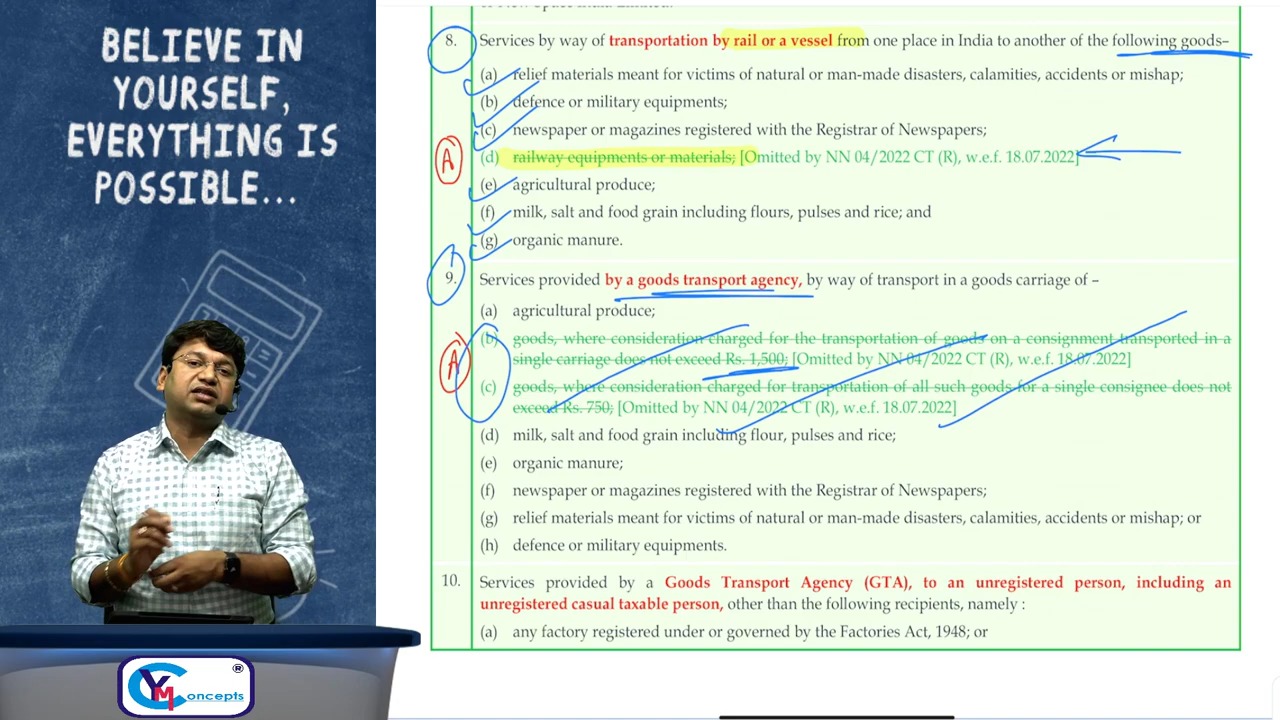 BELIEVE IN
YOURSELF,
EVERYTHING IS
POSSIBLE...
8. Services by way of transportation by rail or a vessel from one place in India to another of the following goods–
(a) relief materials meant for victims of natural or man-made disasters, calamities, accidents or mishap;
(b) defence or military equipments;
(c) newspaper or magazines registered with the Registrar of Newspapers;
A (d) railway equipments or materials; [Omitted by NN 04/2022 CT (R), w.e.f. 18.07.2022]
(e) agricultural produce;
(f) milk, salt and food grain including flours, pulses and rice; and
(g) organic manure.
9. Services provided by a goods transport agency, by way of transport in a goods carriage of –
(a) agricultural produce;
A (b) goods, where consideration charged for the transportation of goods on a consignment transported in a
single carriage does not exceed Rs. 1,500; [Omitted by NN 04/2022 CT (R), w.e.f. 18.07.2022]
(c) goods, where consideration charged for transportation of all such goods for a single consignee does not
exceed Rs. 750; [Omitted by NN 04/2022 CT (R), w.e.f. 18.07.2022]
(d) milk, salt and food grain including flour, pulses and rice;
(e) organic manure;
(f) newspaper or magazines registered with the Registrar of Newspapers;
(g) relief materials meant for victims of natural or man-made disasters, calamities, accidents or mishap; or
(h) defence or military equipments.
10. Services provided by a Goods Transport Agency (GTA), to an unregistered person, including an
unregistered casual taxable person, other than the following recipients, namely :
(a) any factory registered under or governed by the Factories Act, 1948; or
YM Concepts ®